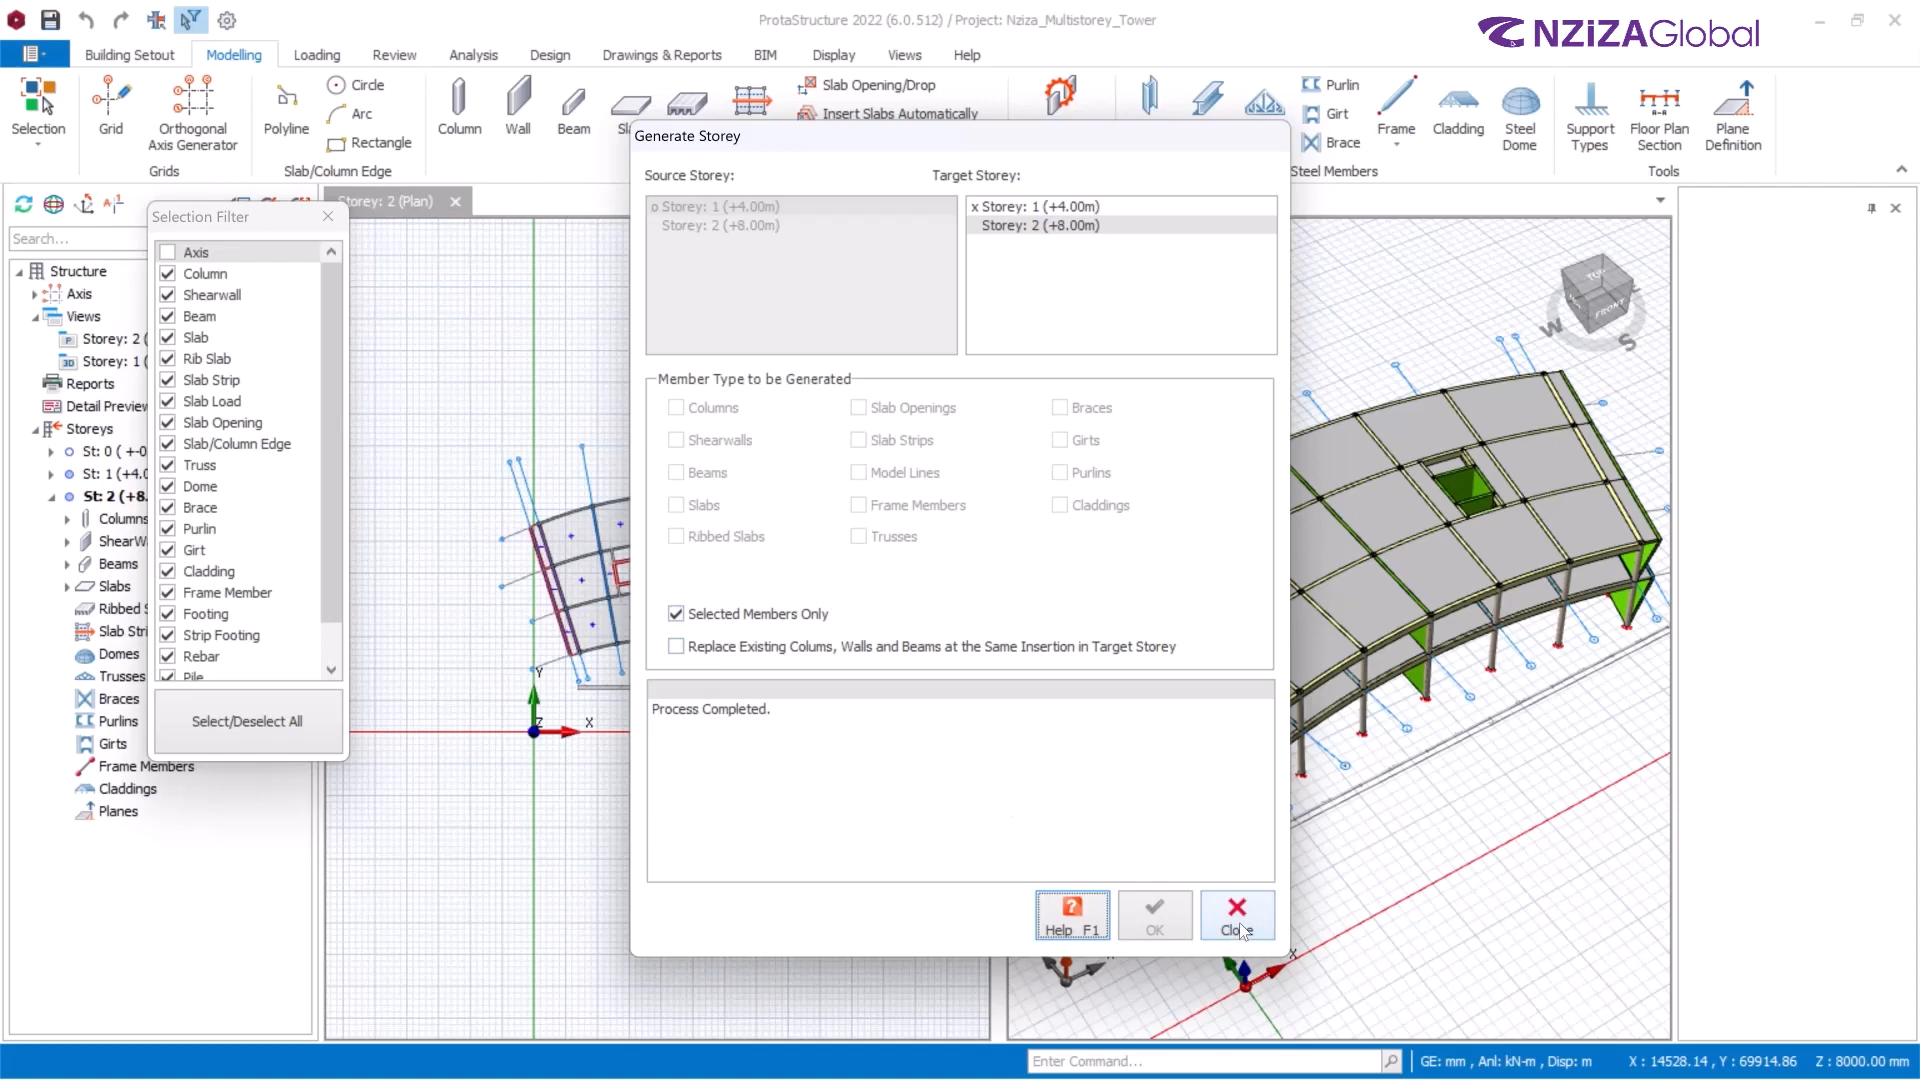 ProtaStructure 2022 (6.0.512) / Project: Nziza_Multistorey_Tower
NZiZAGlobal
Building Setout
Modelling
Loading
Review
Analysis
Design
Drawings & Reports
BIM
Display
Views
Help
Selection
Grid
Orthogonal
Axis Generator
Grids
Polyline
Circle
Arc
Rectangle
Slab/Column Edge
Column
Wall
Beam
Slab Opening/Drop
Insert Slabs Automatically
Purlin
Girt
Brace
Frame
Cladding
Steel
Dome
Steel Members
Support
Types
Floor Plan
Section
Plane
Definition
Tools
Search...
Structure
Axis
Views
Storey: 2 (
Storey: 1 (
Reports
Detail Preview
Storeys
St: 0 ( +-0
St: 1 (+4.0
St: 2 (+8.
Columns
ShearW
Beams
Slabs
Ribbed S
Slab Stri
Domes
Trusses
Braces
Purlins
Girts
Frame Members
Claddings
Planes
Selection Filter
Axis
Column
Shearwall
Beam
Slab
Rib Slab
Slab Strip
Slab Load
Slab Opening
Slab/Column Edge
Truss
Dome
Brace
Purlin
Girt
Cladding
Frame Member
Footing
Strip Footing
Rebar
Pile
Select/Deselect All
Storey: 2 (Plan)
Y
Z
X
Generate Storey
Source Storey:
Target Storey:
o Storey: 1 (+4.00m)
Storey: 2 (+8.00m)
x Storey: 1 (+4.00m)
Storey: 2 (+8.00m)
Member Type to be Generated
Columns
Slab Openings
Braces
Shearwalls
Slab Strips
Girts
Beams
Model Lines
Purlins
Slabs
Frame Members
Claddings
Ribbed Slabs
Trusses
Selected Members Only
Replace Existing Colums, Walls and Beams at the Same Insertion in Target Storey
Process Completed.
Help F1
OK
Close
TOP
FRONT
W
S
X
Enter Command...
GE: mm , Anl: kN-m , Disp: m
X : 14528.14 , Y : 69914.86
Z : 8000.00 mm